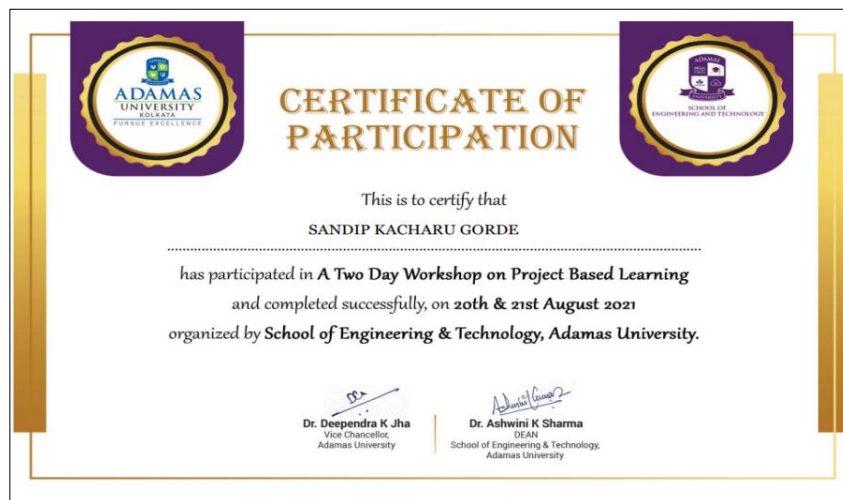 ADAMAS
UNIVERSITY
KOLKATA
PURSUE EXCELLENCE
CERTIFICATE OF
PARTICIPATION
ADAMAS
UNIVERSITY
SCHOOL OF
ENGINEERING AND TECHNOLOGY
This is to certify that
SANDIP KACHARU GORDE
has participated in A Two Day Workshop on Project Based Learning
and completed successfully, on 20th & 21st August 2021
organized by School of Engineering & Technology, Adamas University.
Dr. Deependra K Jha
Vice Chancellor,
Adamas University
Dr. Ashwini K Sharma
DEAN
School of Engineering & Technology,
Adamas University